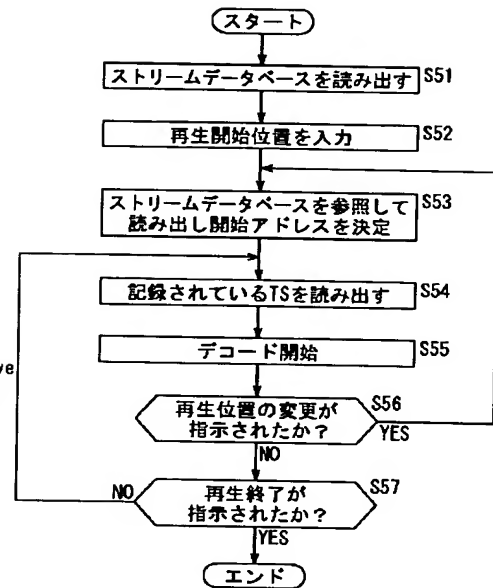 スタート
ストリームデータベースを読み出す S51
再生開始位置を入力 S52
ストリームデータベースを参照して S53
読み出し開始アドレスを決定
記録されているTSを読み出す S54
デコード開始 S55
ve
再生位置の変更が S56
指示されたか?
YES
NO
再生終了が S57
指示されたか?
NO
YES
エンド